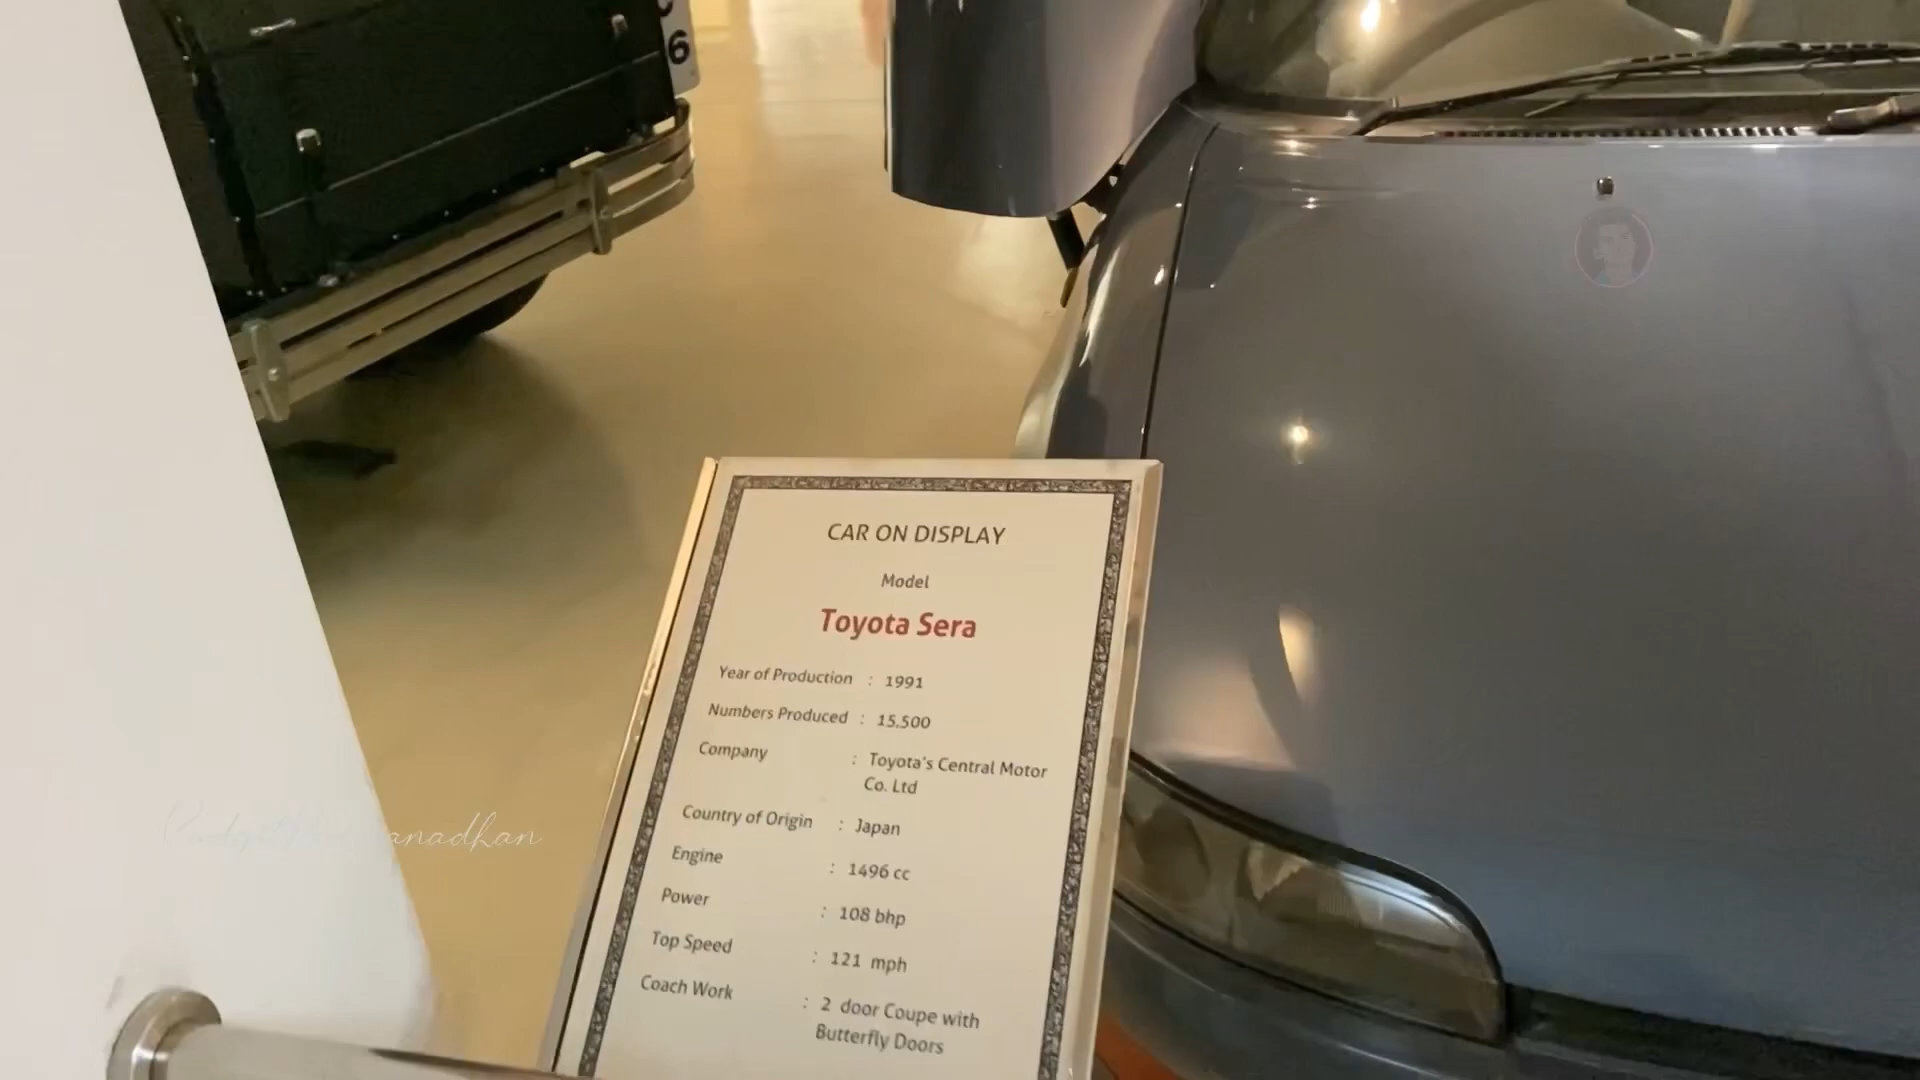 6
CAR ON DISPLAY
Model
Toyota Sera
Year of Production : 1991
Numbers Produced : 15,500
Company : Toyota's Central Motor
Co. Ltd
Country of Origin : Japan
Engine : 1496 cc
Power : 108 bhp
Top Speed : 121 mph
Coach Work : 2 door Coupe with
Butterfly Doors